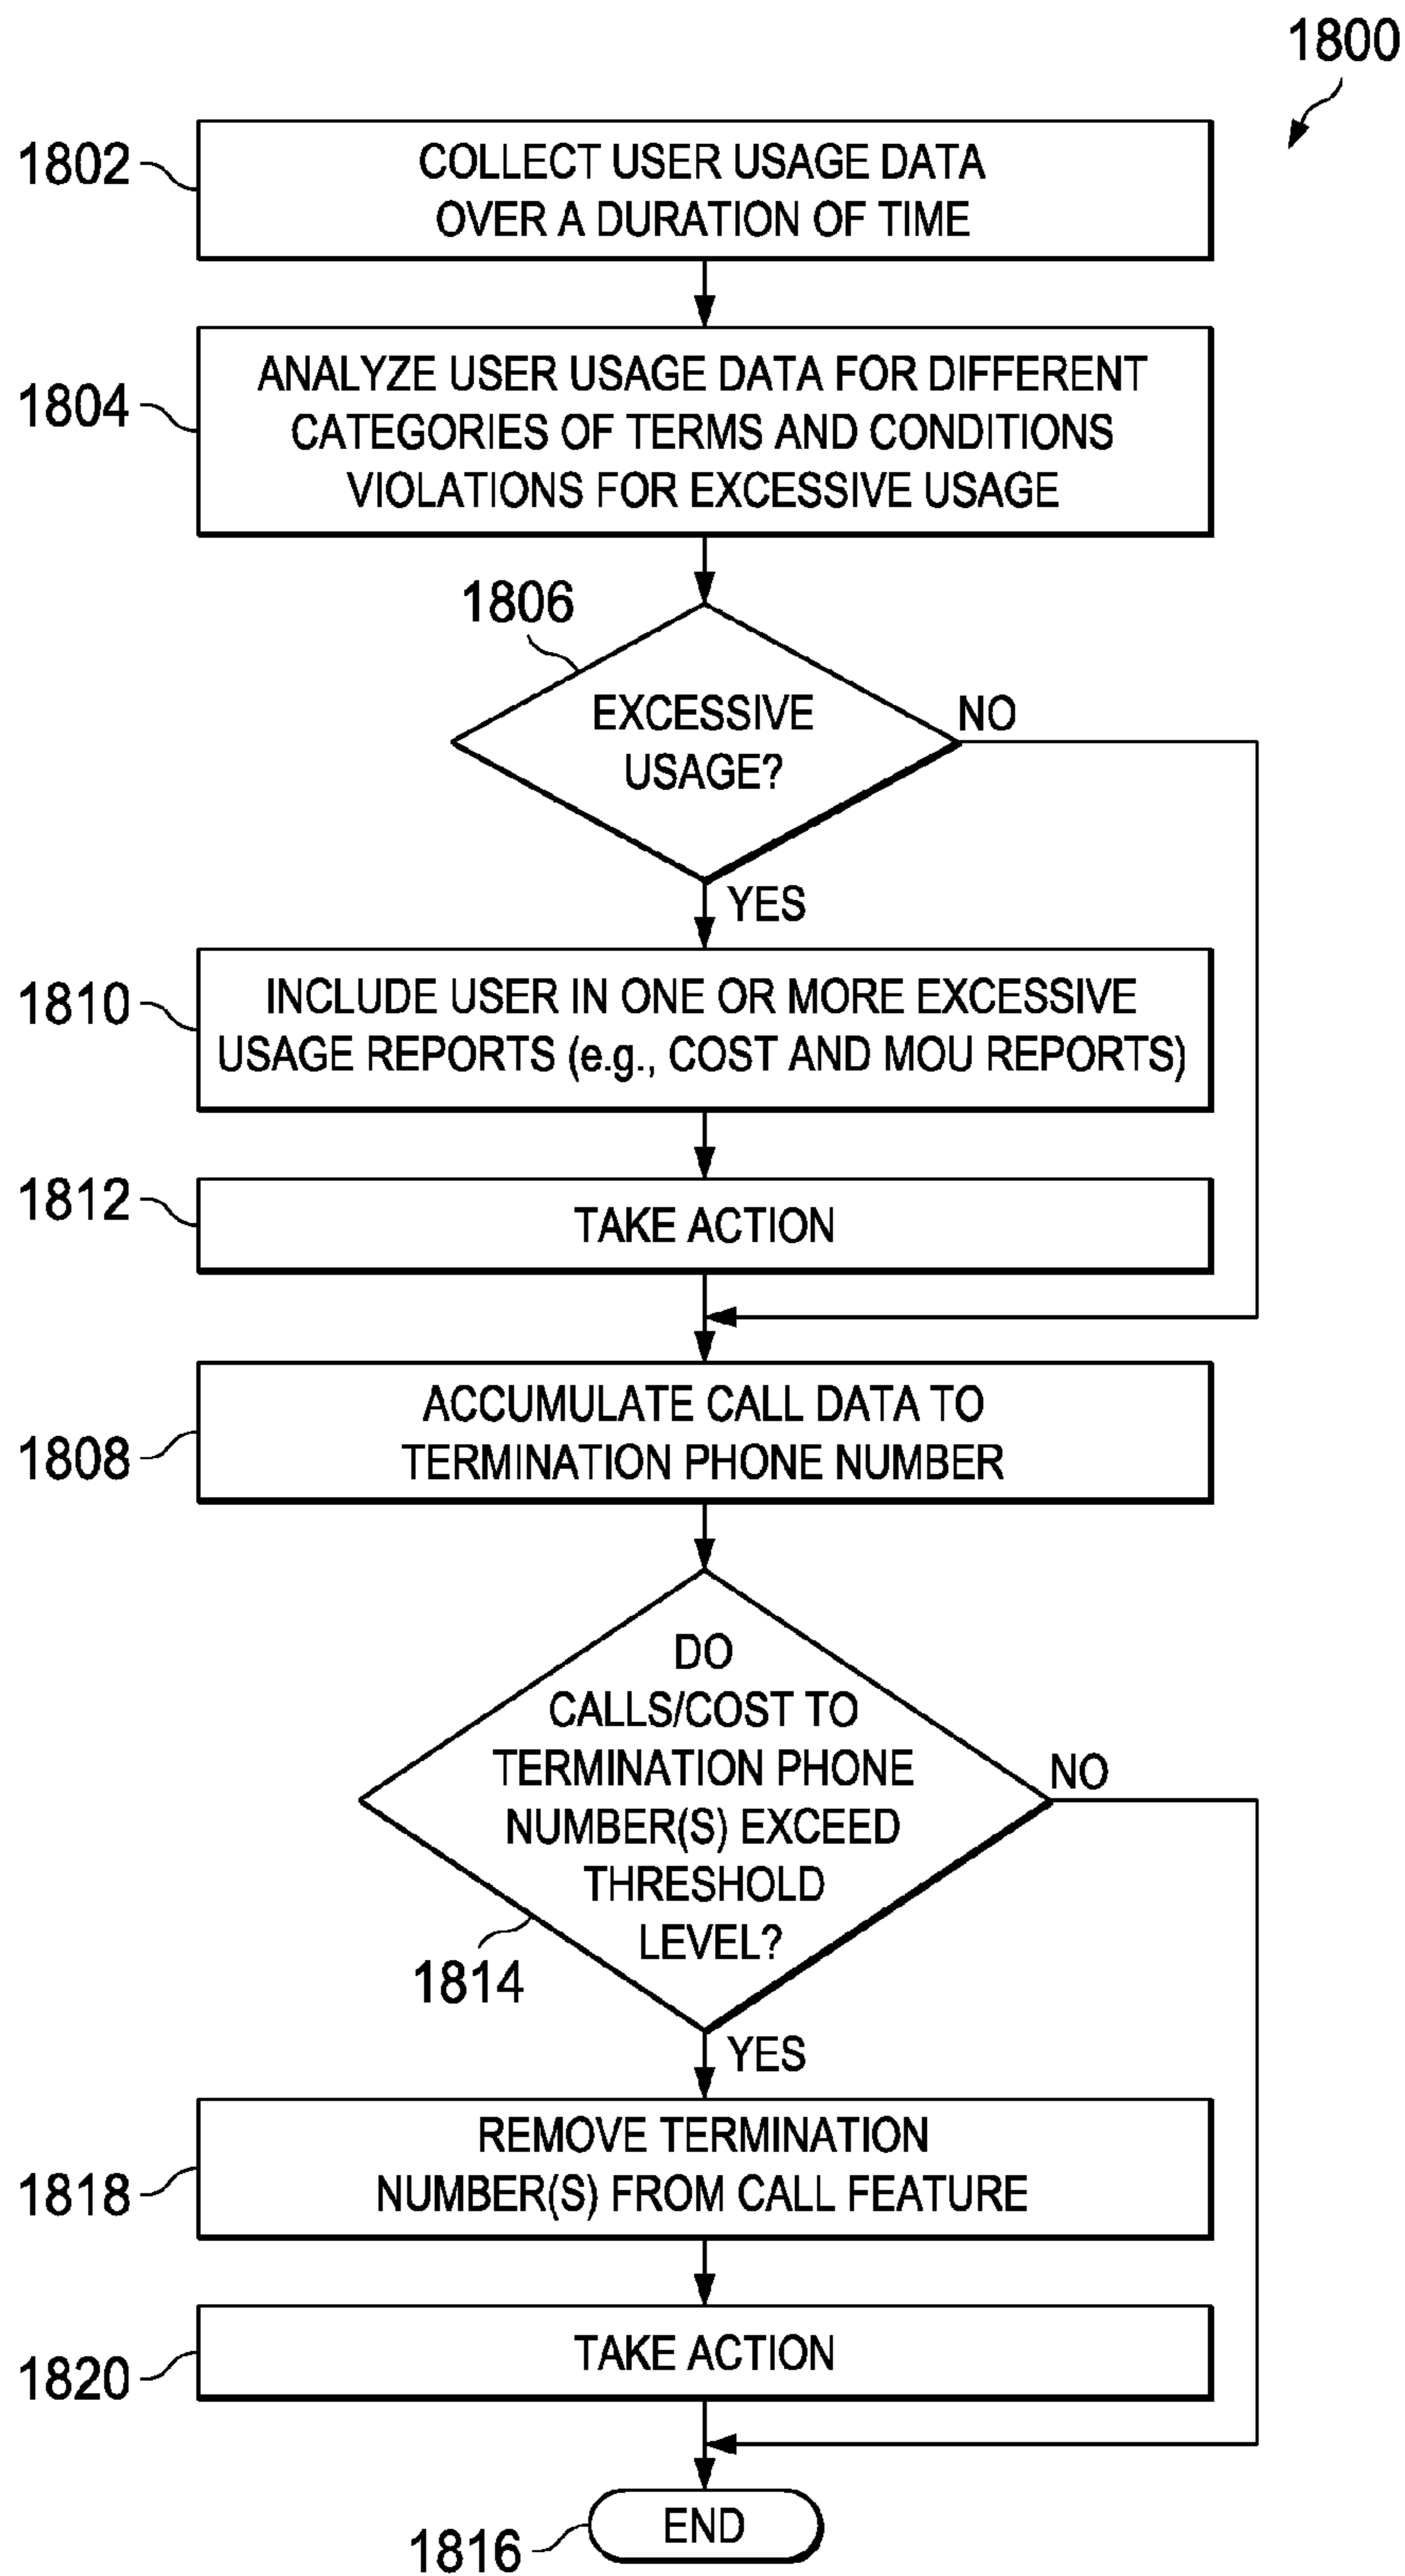 1800
1802
COLLECT USER USAGE DATA
OVER A DURATION OF TIME
1804
ANALYZE USER USAGE DATA FOR DIFFERENT
CATEGORIES OF TERMS AND CONDITIONS
VIOLATIONS FOR EXCESSIVE USAGE
1806
EXCESSIVE
USAGE?
NO
YES
1810
INCLUDE USER IN ONE OR MORE EXCESSIVE
USAGE REPORTS (e.g., COST AND MOU REPORTS)
1812
TAKE ACTION
1808
ACCUMULATE CALL DATA TO
TERMINATION PHONE NUMBER
DO
CALLS/COST TO
TERMINATION PHONE
NUMBER(S) EXCEED
THRESHOLD
LEVEL?
NO
1814
YES
1818
REMOVE TERMINATION
NUMBER(S) FROM CALL FEATURE
1820
TAKE ACTION
1816
END